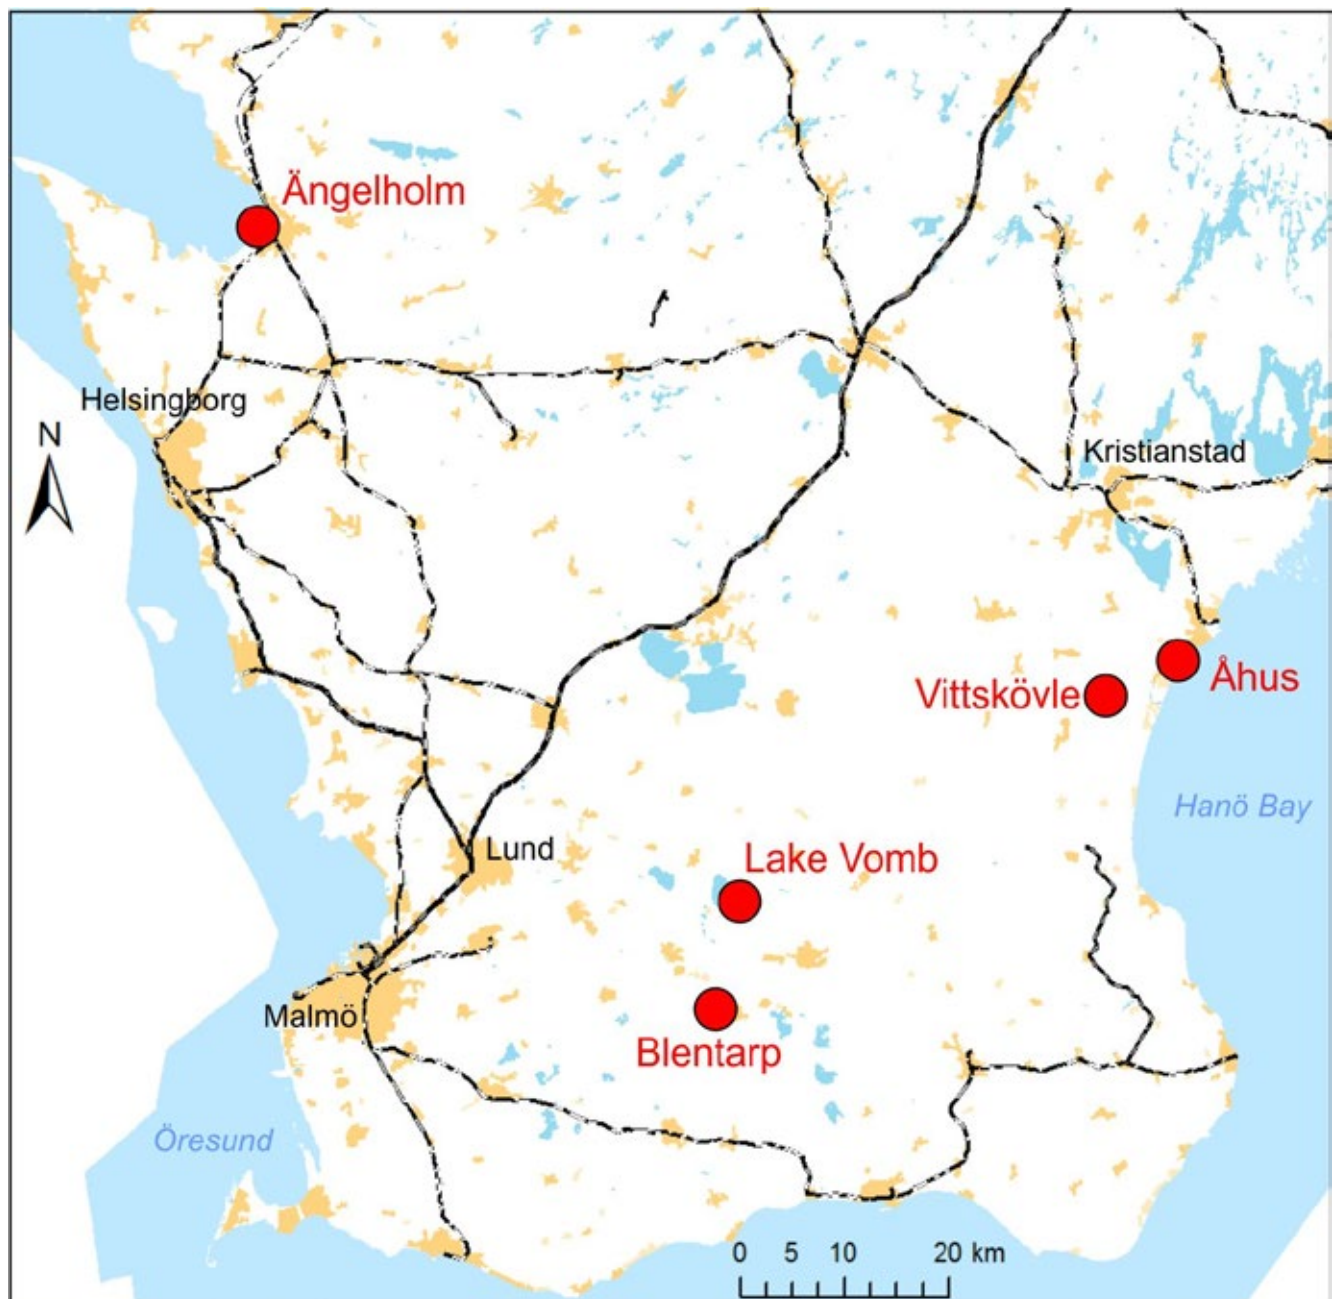 Ängelholm
Helsingborg
N
Kristianstad
Åhus
Vittskövle
Hanö Bay
Lund
Lake Vomb
Malmö
Blentarp
Öresund
0 5 10 20 km